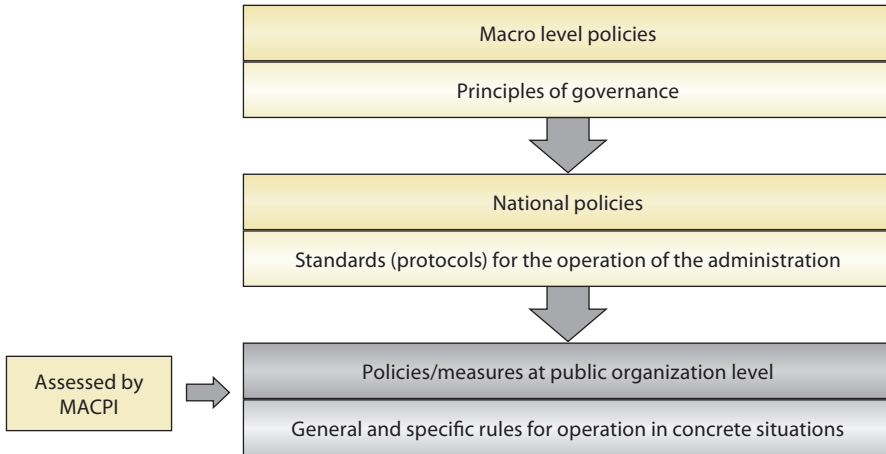 Macro level policies
Principles of governance
National policies
Standards (protocols) for the operation of the administration
Assessed by
MACPI
Policies/measures at public organization level
General and specific rules for operation in concrete situations